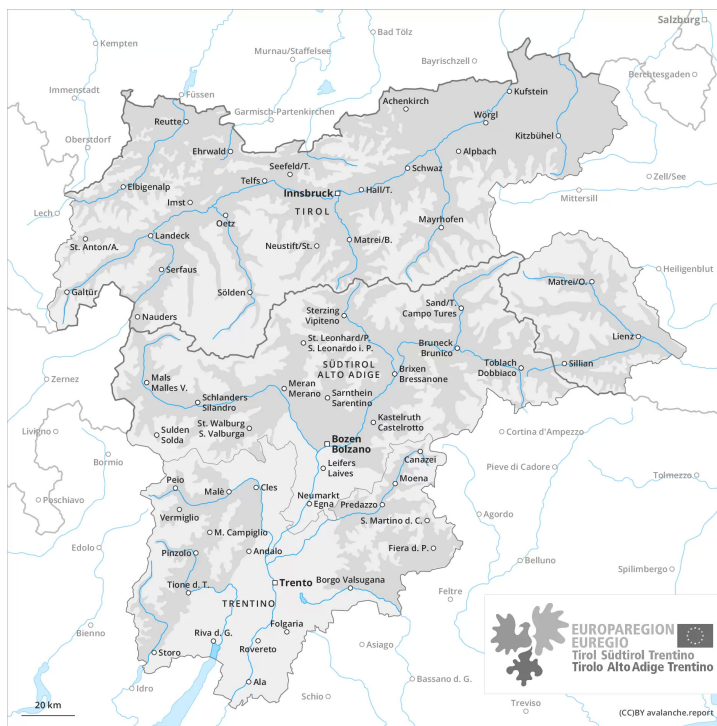 Salzburg
Kempten
Bad Tölz
Murnau/Staffelsee
Bayrischzell
Berchtesgaden
Immenstadt
Füssen
Garmisch-Partenkirchen
Achenkirch
Kufstein
Reutte
Wörgl
Oberstdorf
Kitzbühel
Ehrwald
Alpbach
Seefeld/T.
Schwaz
Telfs
Zell/See
Elbigenalp
Innsbruck
Hall/T.
Mittersill
Imst
TIROL
Lech
Oetz
Mayrhofen
Landeck
St. Anton/A.
Neustift/St.
Matrei/B.
Serfaus
Heiligenblut
Galtür
Sölden
Matrei/O.
Nauders
Sand/T.
Campo Tures
Sterzing
Vipiteno
Lienz
St. Leonhard/P.
S. Leonardo i. P.
Bruneck
Brunico
Toblach
Dobbiaco
Sillian
SÜDTIROL
ALTO ADIGE
Brixen
Bressanone
Zernez
Mals
Malles V.
Meran
Merano
Schlanders
Silandro
Sarnthein
Sarentino
St. Walburg
S. Valburga
Kastelruth
Castelrotto
Livigno
Sulden
Solda
Cortina d'Ampezzo
Bozen
Bolzano
Bormio
Canazei
Leifers
Laives
Pieve di Cadore
Tolmezzo
Peio
Malè
Cles
Moena
Poschiavo
Neumarkt
Egna
Predazzo
Vermiglio
Agordo
S. Martino d. C.
M. Campiglio
Edolo
Pinzolo
Andalo
Fiera d. P.
Belluno
Spilimbergo
Trento
Borgo Valsugana
Tione d. T.
Feltre
TRENTINO
Folgaria
Bienno
Riva d. G.
Rovereto
Asiago
Storo
Bassano d. G.
Ala
Idro
Schio
Treviso
EUROPAREGION
EUREGIO
Tirol Südtirol Trentino
Tirolo Alto Adige Trentino
20 km
(CC)BY avalanche.report